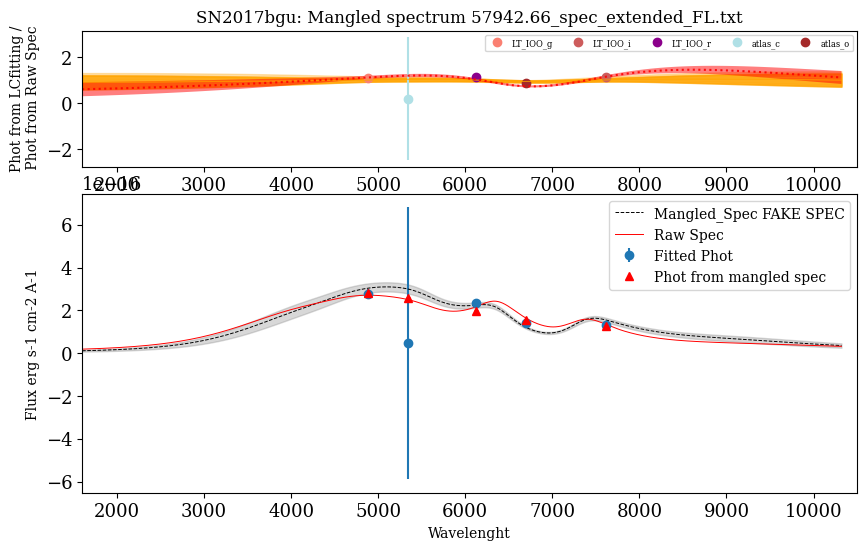 SN2017bgu: Mangled spectrum 57942.66_spec_extended_FL.txt
Phot from LCfitting /
Phot from Raw Spec
2
0
−2
LT_IOO_g
LT_IOO_i
LT_IOO_r
atlas_c
atlas_o
2000 3000 4000 5000 6000 7000 8000 9000 10000
Flux erg s-1 cm-2 A-1
6
4
2
0
−2
−4
−6
Mangled_Spec FAKE SPEC
Raw Spec
Fitted Phot
Phot from mangled spec
2000 3000 4000 5000 6000 7000 8000 9000 10000
Wavelenght